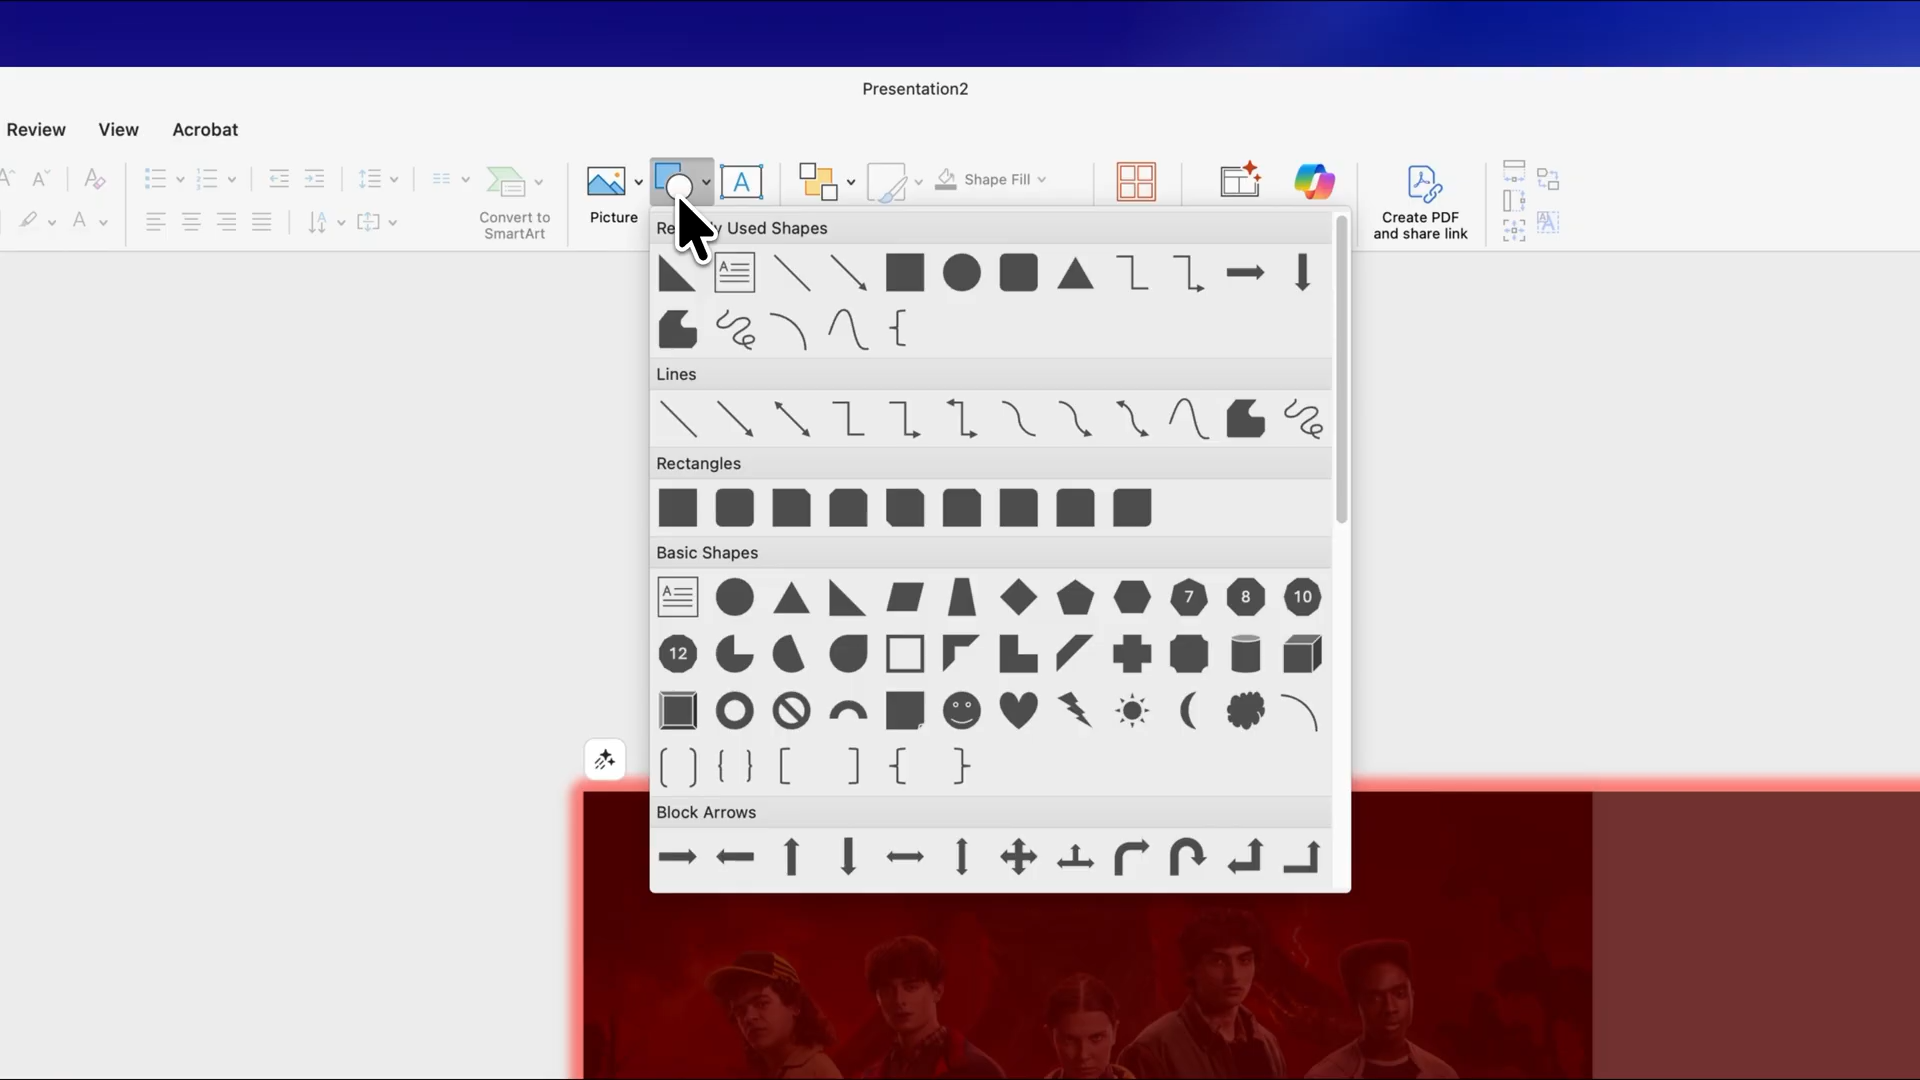 Presentation2
Review View Acrobat
A
A
A
A
Picture
Convert to
SmartArt
Shape Fill
Create PDF
and share link
y Used Shapes
A
Lines
Rectangles
Basic Shapes
A 7 8 10
12
Block Arrows